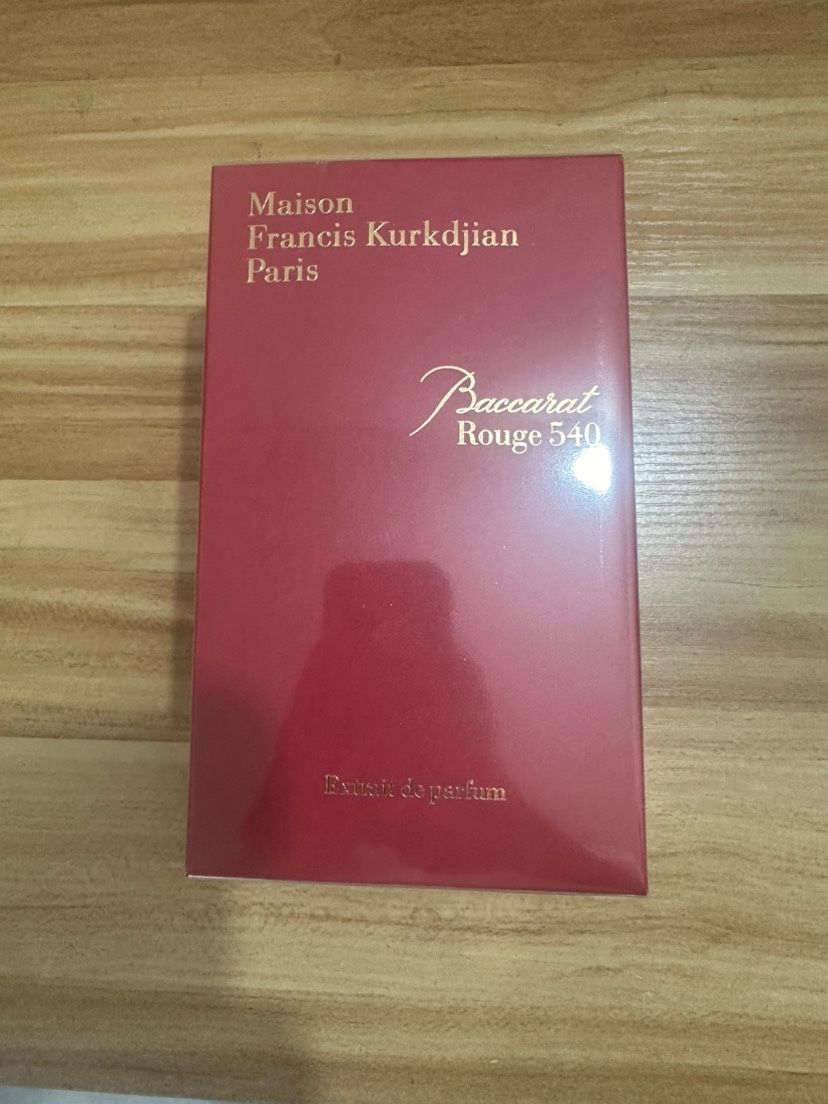 Maison
Francis Kurkdjian
Paris
Baccarat
Rouge 540
Extrait de parfum